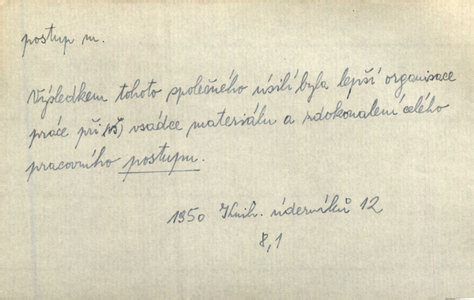 postup m.
Výsledkem tohoto společného úsilí byla lepší organisace
práce při vsádce materiálu a zdokonalení celého
pracovního postupu.
1950 Knih. úderníků 12
8,1